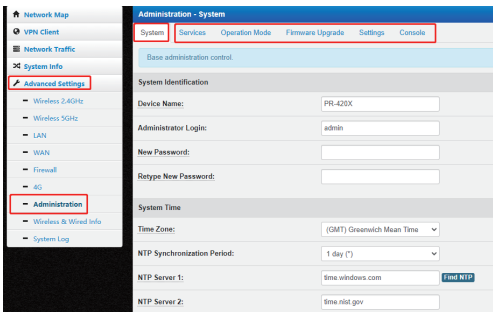 Network Map
VPN Client
Network Traffic
System Info
Advanced Settings
Wireless 2.4GHz
Wireless 5GHz
LAN
WAN
Firewall
4G
Administration
Wireless & Wired Info
System Log
Administration - System
System Services Operation Mode Firmware Upgrade Settings Console
Base administration control.
System Identification
Device Name: PR-420X
Administrator Login: admin
New Password:
Retype New Password:
System Time
Time Zone: (GMT) Greenwich Mean Time
NTP Synchronization Period: 1 day (*)
NTP Server 1: time.windows.com Find NTP
NTP Server 2: time.nist.gov